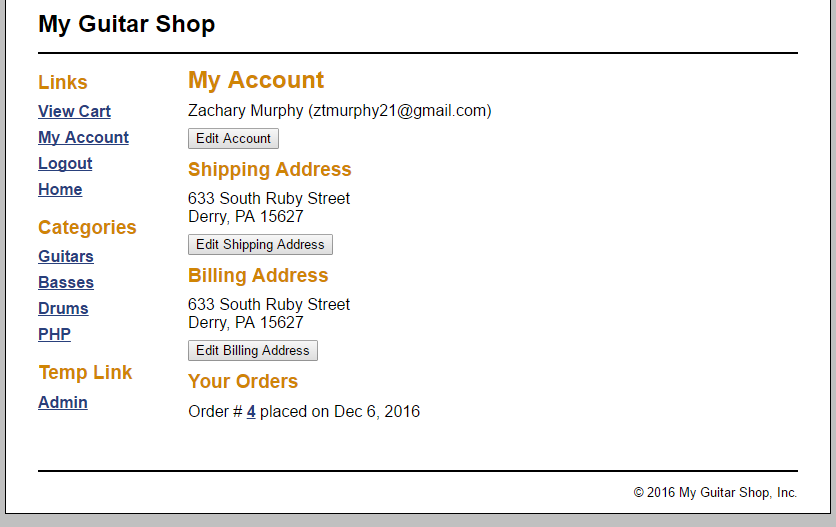 My Guitar Shop
Links
View Cart
My Account
Logout
Home
Categories
Guitars
Basses
Drums
PHP
Temp Link
Admin
My Account
Zachary Murphy (ztmurphy21@gmail.com)
Edit Account
Shipping Address
633 South Ruby Street
Derry, PA 15627
Edit Shipping Address
Billing Address
633 South Ruby Street
Derry, PA 15627
Edit Billing Address
Your Orders
Order # 4 placed on Dec 6, 2016
© 2016 My Guitar Shop, Inc.